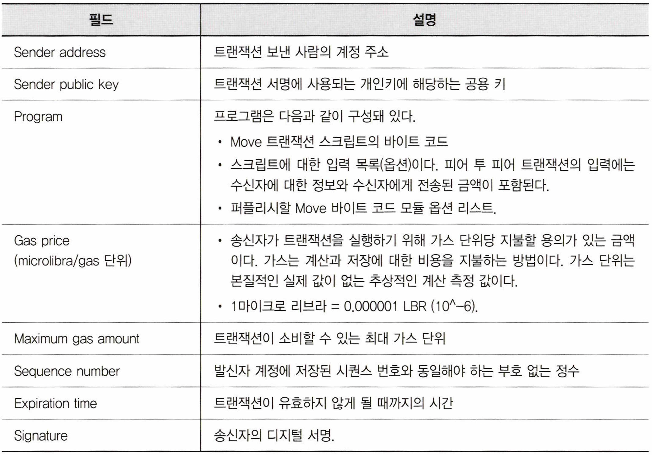 필드 설명
Sender address 트랜잭션 보낸 사람의 계정 주소
Sender public key 트랜잭션 서명에 사용되는 개인키에 해당하는 공용 키
Program 프로그램은 다음과 같이 구성돼 있다.
• Move 트랜잭션 스크립트의 바이트 코드
• 스크립트에 대한 입력 목록(옵션)이다. 피어 투 피어 트랜잭션의 입력에는
수신자에 대한 정보와 수신자에게 전송된 금액이 포함된다.
• 퍼플리시할 Move 바이트 코드 모듈 옵션 리스트.
Gas price • 송신자가 트랜잭션을 실행하기 위해 가스 단위당 지불할 용의가 있는 금액
(microlibra/gas 단위) 이다. 가스는 계산과 저장에 대한 비용을 지불하는 방법이다. 가스 단위는
본질적인 실제 값이 없는 추상적인 계산 측정 값이다.
• 1마이크로 리브라 = 0.000001 LBR (10^-6).
Maximum gas amount 트랜잭션이 소비할 수 있는 최대 가스 단위
Sequence number 발신자 계정에 저장된 시퀀스 번호와 동일해야 하는 부호 없는 정수
Expiration time 트랜잭션이 유효하지 않게 될 때까지의 시간
Signature 송신자의 디지털 서명.